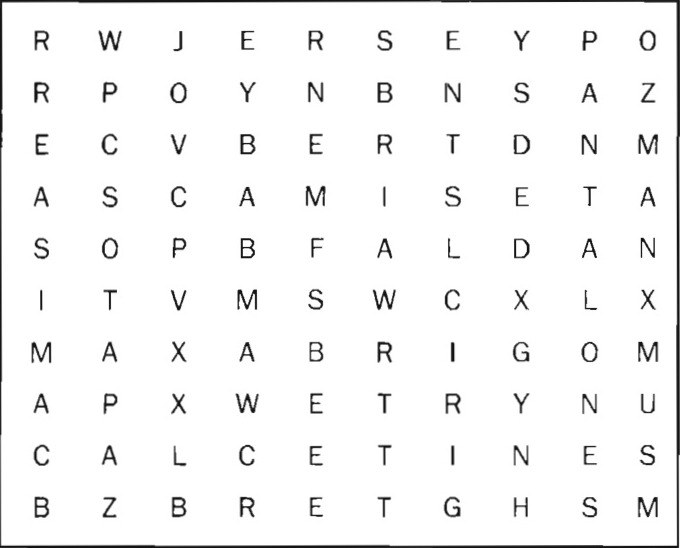 R W J E R S E Y P O
R P O Y N B N S A Z
E C V B E R T D N M
A S C A M I S E T A
S O P B F A L D A N
I T V M S W C X L X
M A X A B R I G O M
A P X W E T R Y N U
C A L C E T I N E S
B Z B R E T G H S M